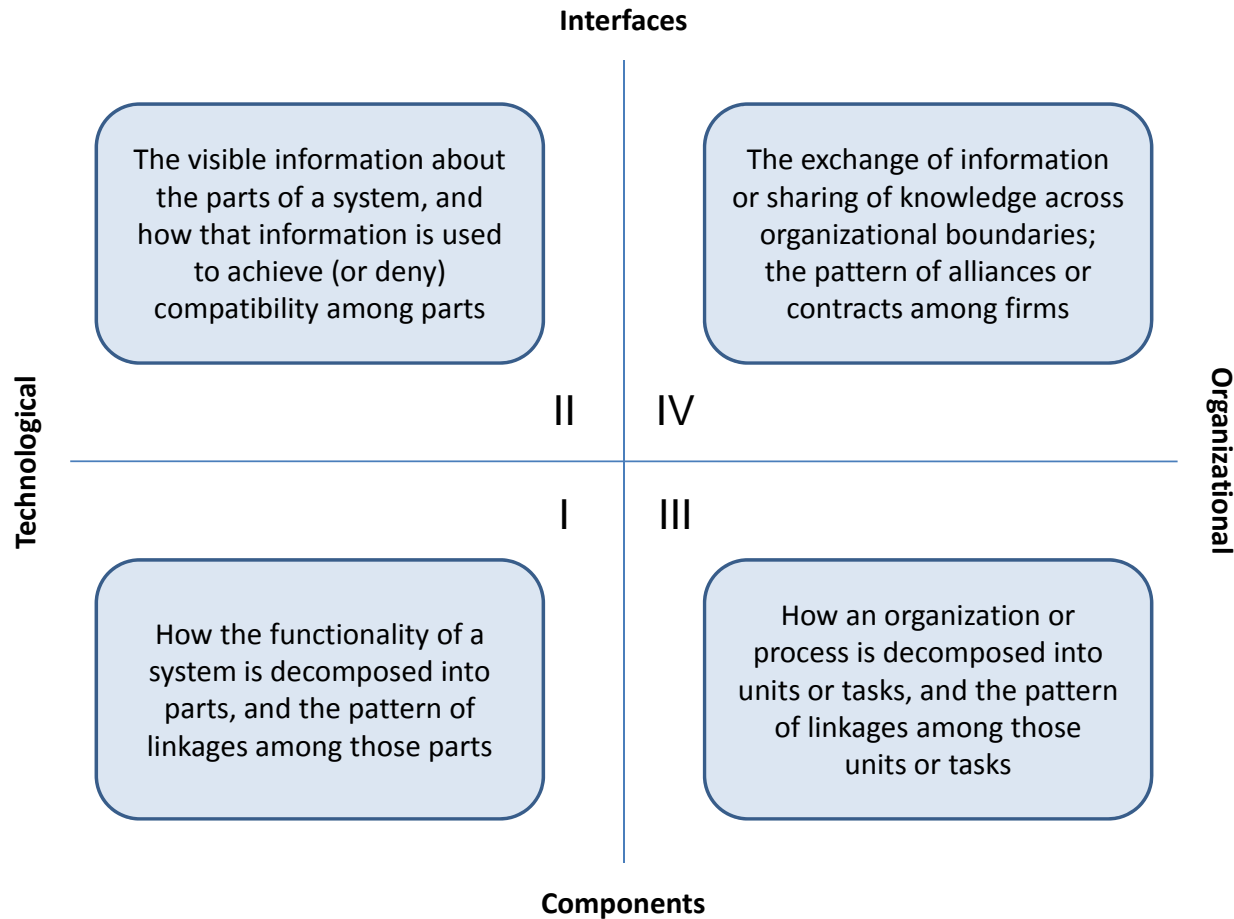 Interfaces
The visible information about
the parts of a system, and
how that information is used
to achieve (or deny)
compatibility among parts
The exchange of information
or sharing of knowledge across
organizational boundaries;
the pattern of alliances or
contracts among firms
Technological
II
IV
Organizational
I
III
How the functionality of a
system is decomposed into
parts, and the pattern of
linkages among those parts
How an organization or
process is decomposed into
units or tasks, and the pattern
of linkages among those
units or tasks
Components